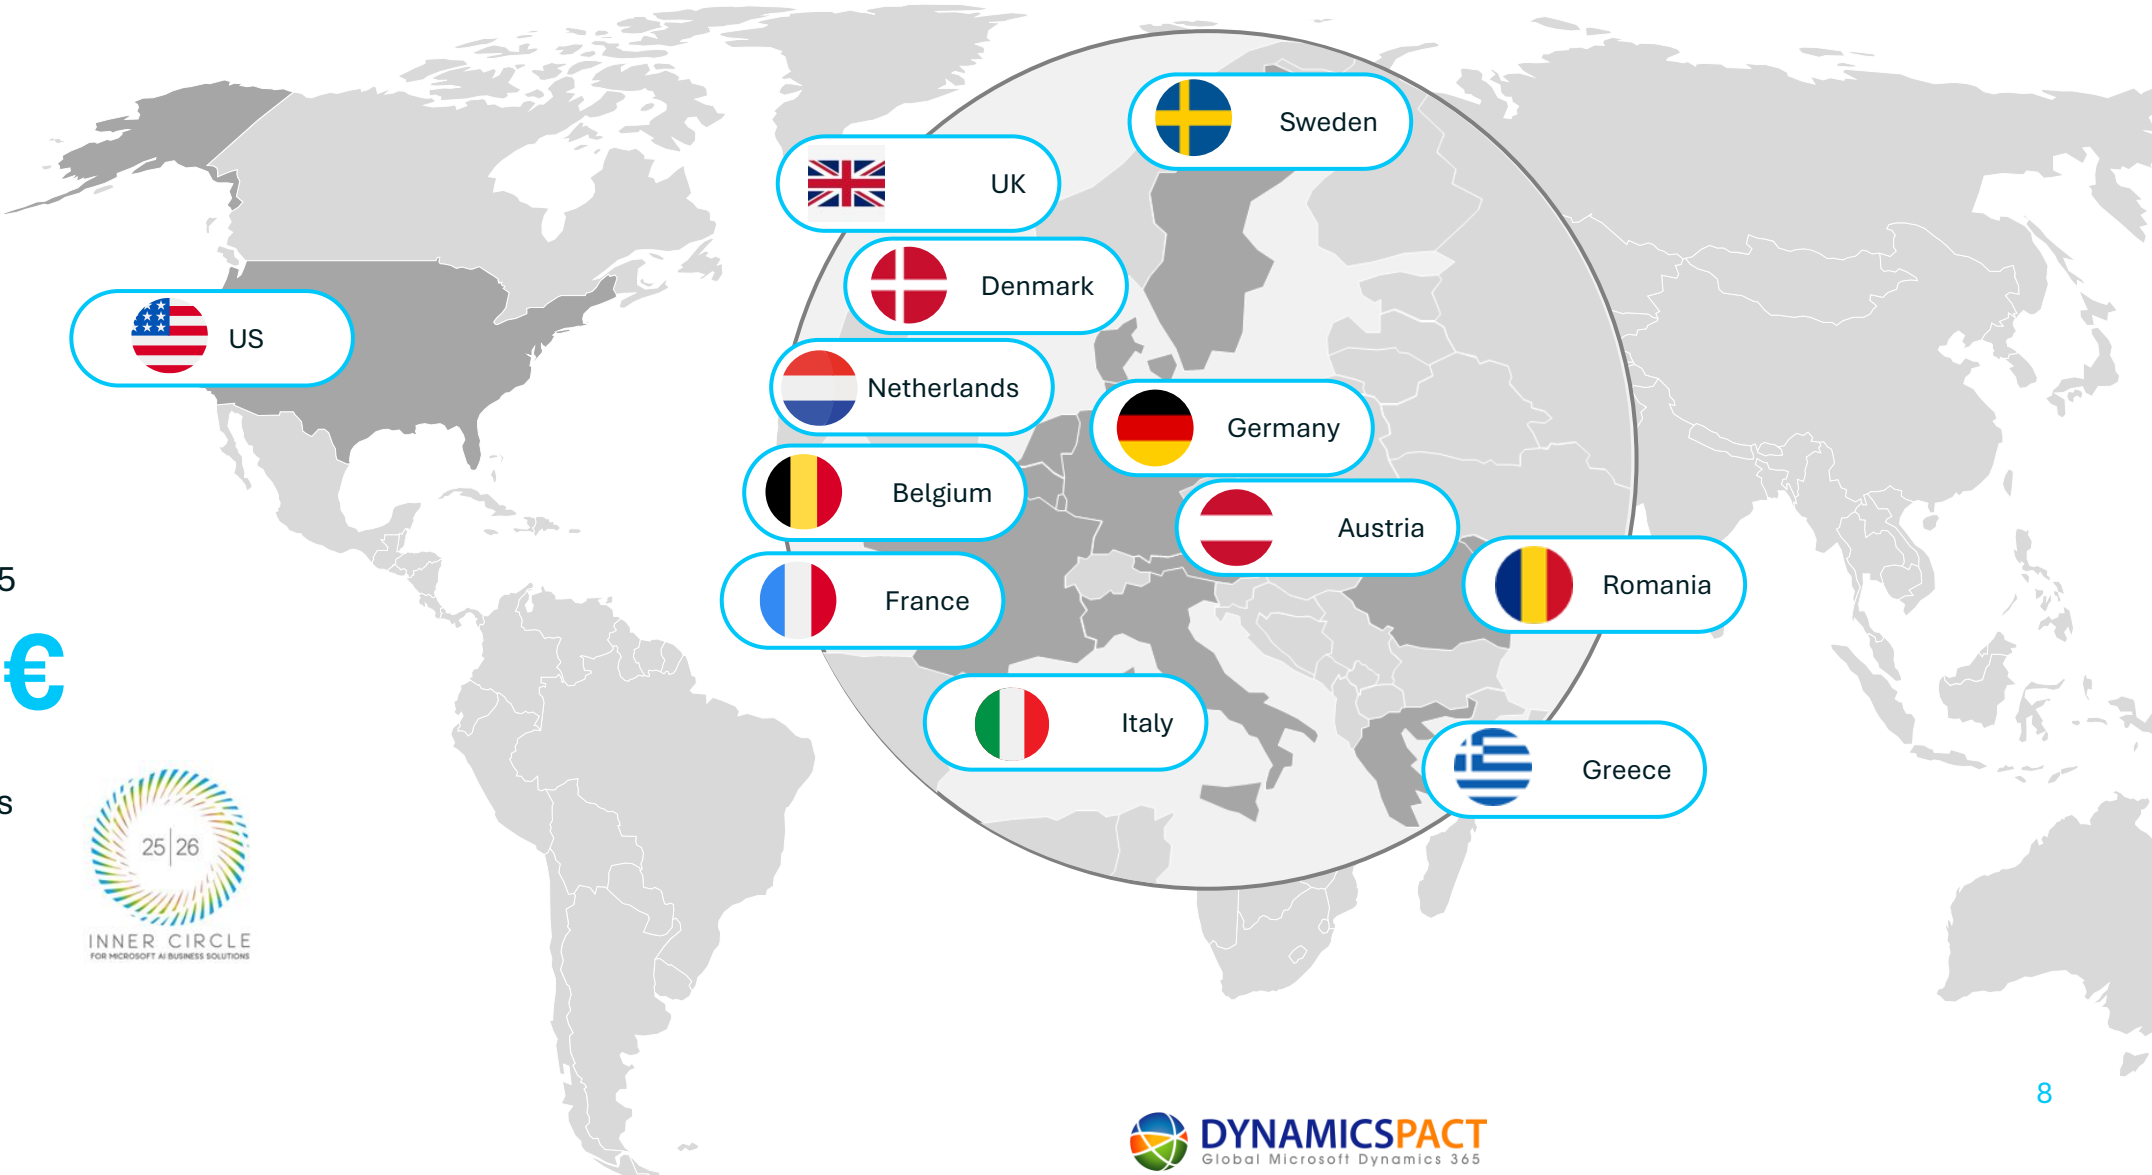 Sweden
UK
Denmark
US
Netherlands
Germany
Belgium
Austria
5
Romania
France
€
Italy
Greece
s
25|26
INNER CIRCLE
FOR MICROSOFT AI BUSINESS SOLUTIONS
8
DYNAMICSPACT
Global Microsoft Dynamics 365